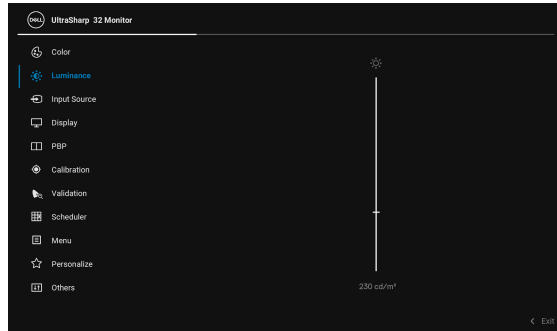 DELL UltraSharp 32 Monitor
Color
Luminance
Input Source
Display
PBP
Calibration
Validation
Scheduler
Menu
Personalize
Others
230 cd/m²
Exit